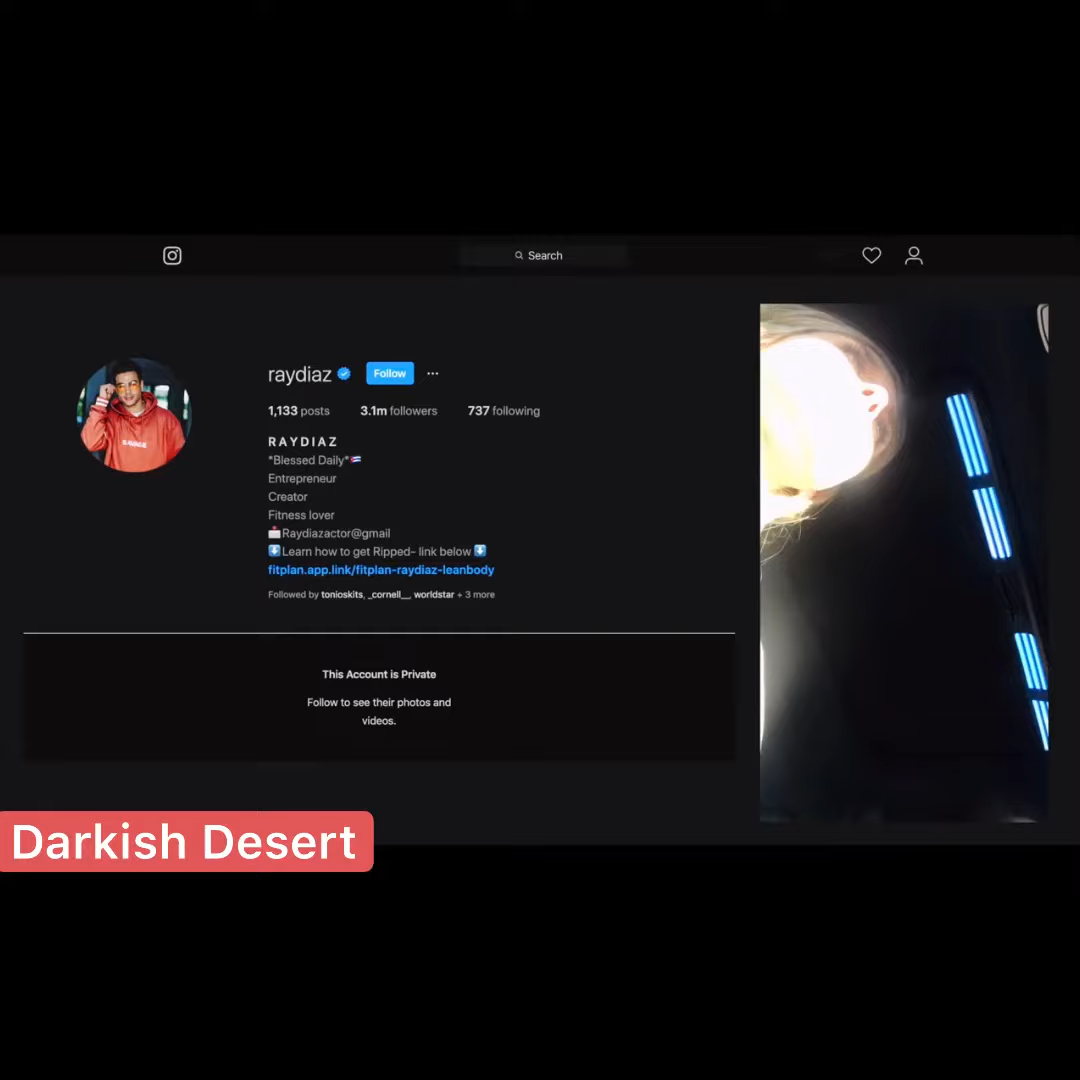 Search
raydiaz Follow ...
1,133 posts 3.1m followers 737 following
RAYDIAZ
*Blessed Daily*🇨🇺
Entrepreneur
Creator
Fitness lover
📩Raydiazactor@gmail
⬇️Learn how to get Ripped- link below⬇️
fitplan.app.link/fitplan-raydiaz-leanbody
Followed by tonioskits, _cornell__, worldstar + 3 more
SAVAGE
This Account is Private
Follow to see their photos and
videos.
Darkish Desert